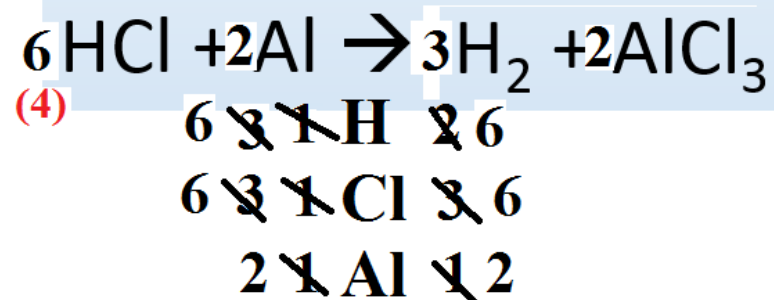 6HCl +2Al → 3H₂ +2AlCl₃
(4)
6 3 1 H 2 6
6 3 1 Cl 3 6
2 1 Al 1 2